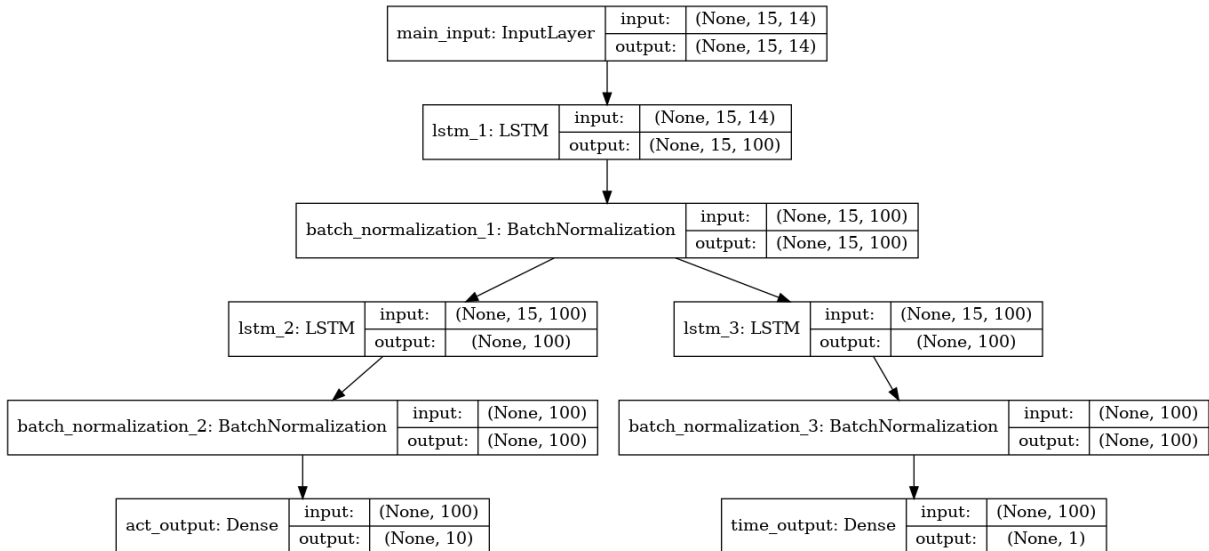 main_input: InputLayer
input: (None, 15, 14)
output: (None, 15, 14)
lstm_1: LSTM
input: (None, 15, 14)
output: (None, 15, 100)
batch_normalization_1: BatchNormalization
input: (None, 15, 100)
output: (None, 15, 100)
lstm_2: LSTM
input: (None, 15, 100)
output: (None, 100)
lstm_3: LSTM
input: (None, 15, 100)
output: (None, 100)
batch_normalization_2: BatchNormalization
input: (None, 100)
output: (None, 100)
batch_normalization_3: BatchNormalization
input: (None, 100)
output: (None, 100)
act_output: Dense
input: (None, 100)
output: (None, 10)
time_output: Dense
input: (None, 100)
output: (None, 1)